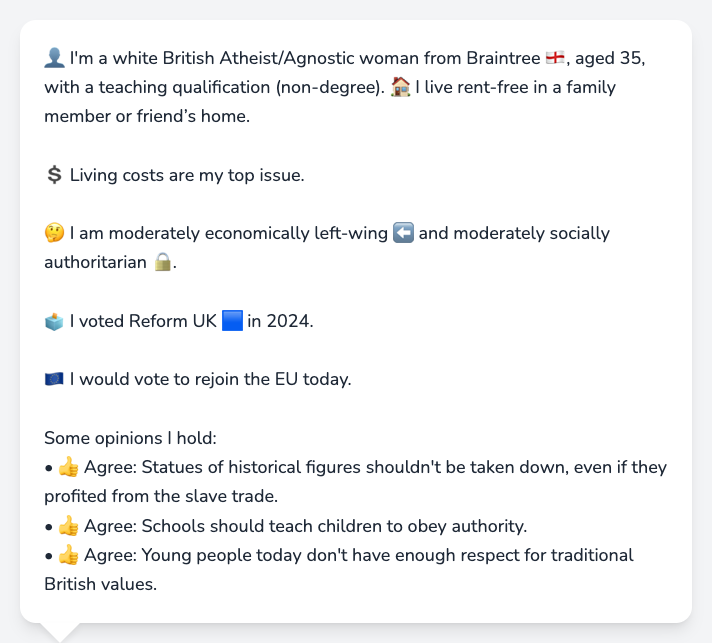 👤 I'm a white British Atheist/Agnostic woman from Braintree 🏴󠁧󠁢󠁥󠁮󠁧󠁿, aged 35,
with a teaching qualification (non-degree). 🏠 I live rent-free in a family
member or friend’s home.
💲 Living costs are my top issue.
🤔 I am moderately economically left-wing ⬅️ and moderately socially
authoritarian 🔒.
🗳️ I voted Reform UK 🟦 in 2024.
🇪🇺 I would vote to rejoin the EU today.
Some opinions I hold:
• 👍 Agree: Statues of historical figures shouldn't be taken down, even if they
profited from the slave trade.
• 👍 Agree: Schools should teach children to obey authority.
• 👍 Agree: Young people today don't have enough respect for traditional
British values.